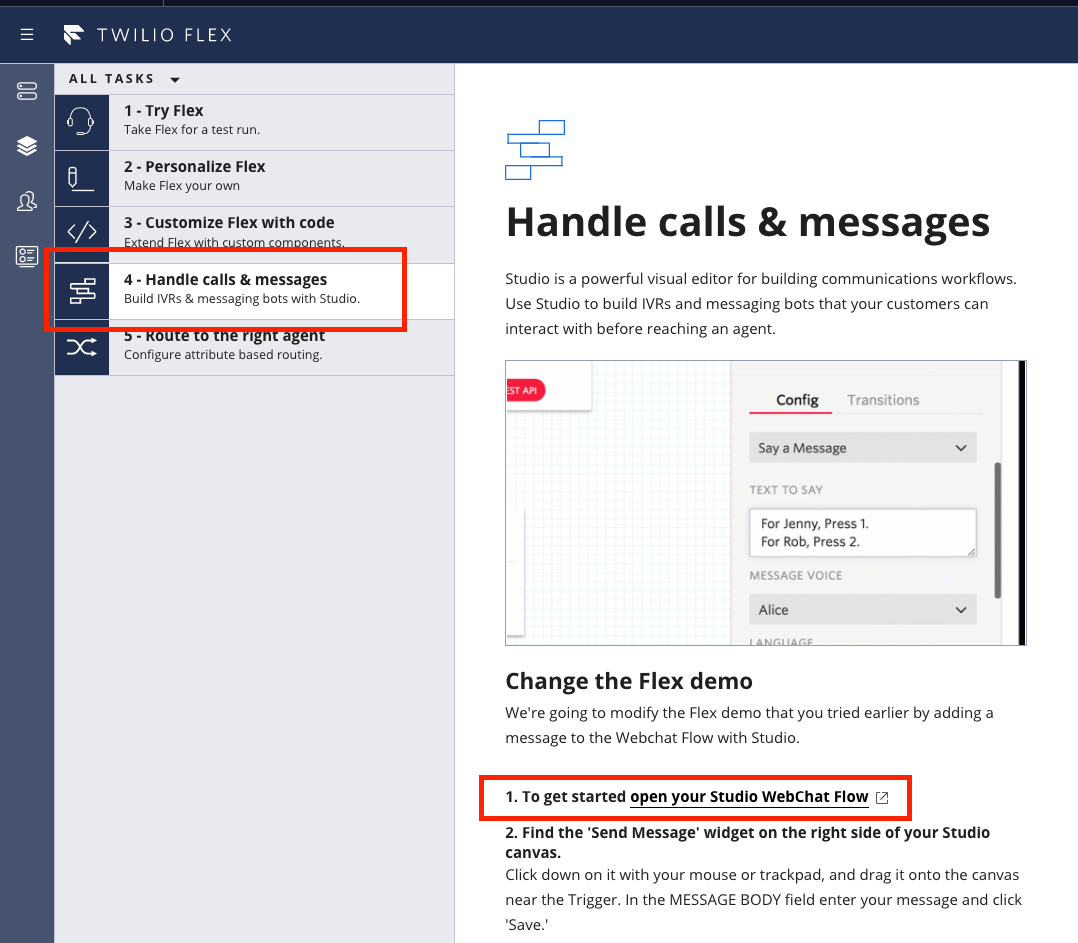 TWILIO FLEX
ALL TASKS
1 - Try Flex
Take Flex for a test run.
2 - Personalize Flex
Make Flex your own
3 - Customize Flex with code
Extend Flex with custom components.
4 - Handle calls & messages
Build IVRs & messaging bots with Studio.
5 - Route to the right agent
Configure attribute based routing.
Handle calls & messages
Studio is a powerful visual editor for building communications workflows.
Use Studio to build IVRs and messaging bots that your customers can
interact with before reaching an agent.
EST API
Config Transitions
Say a Message
TEXT TO SAY
For Jenny, Press 1.
For Rob, Press 2.
MESSAGE VOICE
Alice
LANGUAGE
Change the Flex demo
We're going to modify the Flex demo that you tried earlier by adding a
message to the Webchat Flow with Studio.
1. To get started open your Studio WebChat Flow
2. Find the 'Send Message' widget on the right side of your Studio
canvas.
Click down on it with your mouse or trackpad, and drag it onto the canvas
near the Trigger. In the MESSAGE BODY field enter your message and click
'Save.'